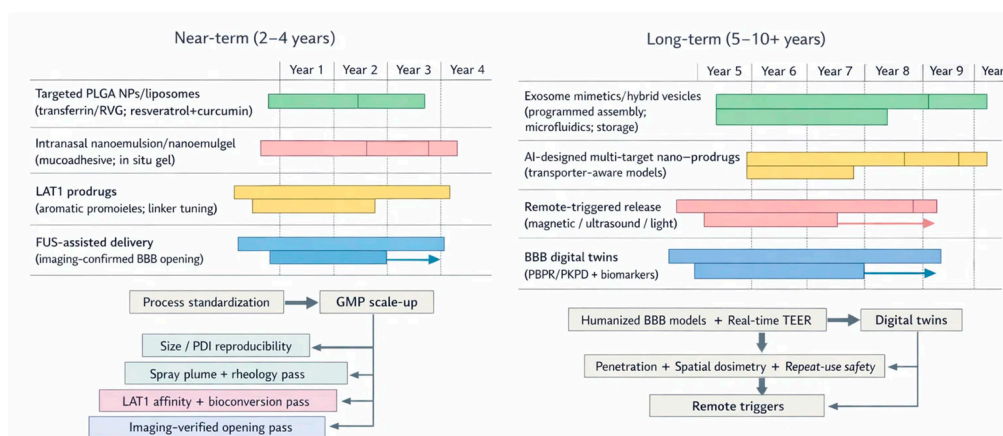 Near-term (2–4 years)
Year 1 Year 2 Year 3 Year 4
Targeted PLGA NPs/liposomes
(transferrin/RVG; resveratrol+curcumin)
Intranasal nanoemulsion/nanoemulgel
(mucoadhesive; in situ gel)
LAT1 prodrugs
(aromatic promoieles; linker tuning)
FUS-assisted delivery
(imaging-confirmed BBB opening)
Process standardization
GMP scale-up
Size / PDI reproducibility
Spray plume + rheology pass
LAT1 affinity + bioconversion pass
Imaging-verified opening pass
Long-term (5–10+ years)
Year 5 Year 6 Year 7 Year 8 Year 9 Year
Exosome mimetics/hybrid vesicles
(programmed assembly;
microfluidics; storage)
AI-designed multi-target nano-prodrugs
(transporter-aware models)
Remote-triggered release
(magnetic / ultrasound / light)
BBB digital twins
(PBPR/PKPD + biomarkers)
Humanized BBB models + Real-time TEER
Digital twins
Penetration + Spatial dosimetry + Repeat-use safety
Remote triggers